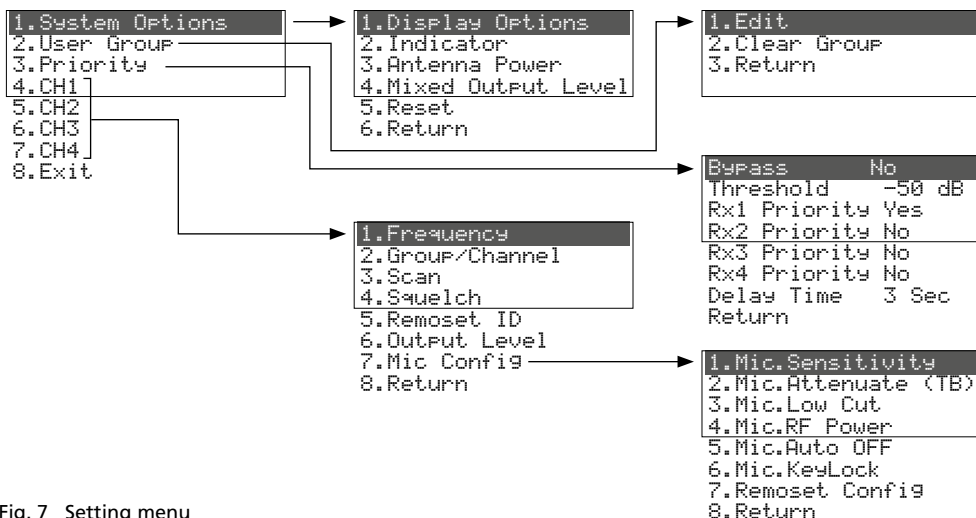 1.System Options
2.User Group
3.Priority
4.CH1
5.CH2
6.CH3
7.CH4
8.Exit
1.Display Options
2.Indicator
3.Antenna Power
4.Mixed Output Level
5.Reset
6.Return
1.Edit
2.Clear Group
3.Return
Bypass No
Threshold -50 dB
Rx1 Priority Yes
Rx2 Priority No
Rx3 Priority No
Rx4 Priority No
Delay Time 3 Sec
Return
1.Frequency
2.Group/Channel
3.Scan
4.Squelch
5.Remoset ID
6.Output Level
7.Mic Config
8.Return
1.Mic.Sensitivity
2.Mic.Attenuate (TB)
3.Mic.Low Cut
4.Mic.RF Power
5.Mic.Auto OFF
6.Mic.KeyLock
7.Remoset Config
8.Return
Fig. 7 Setting menu